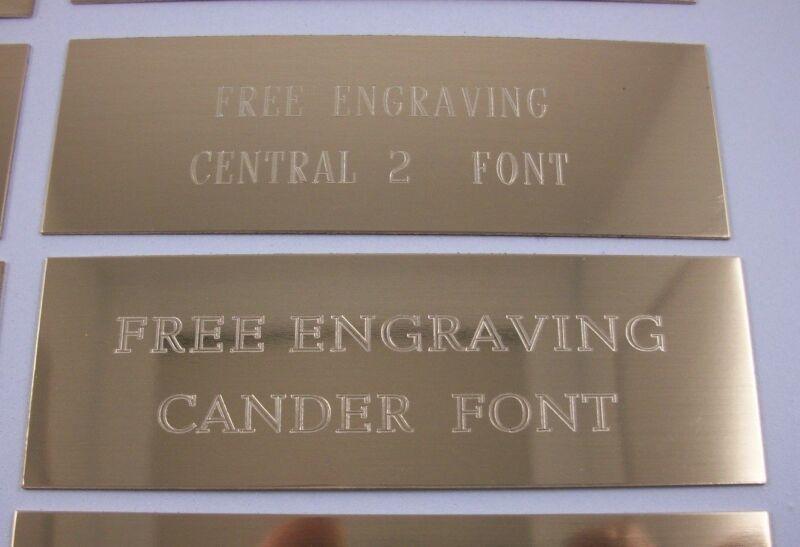 FREE ENGRAVING
CENTRAL 2 FONT
FREE ENGRAVING
CANDER FONT